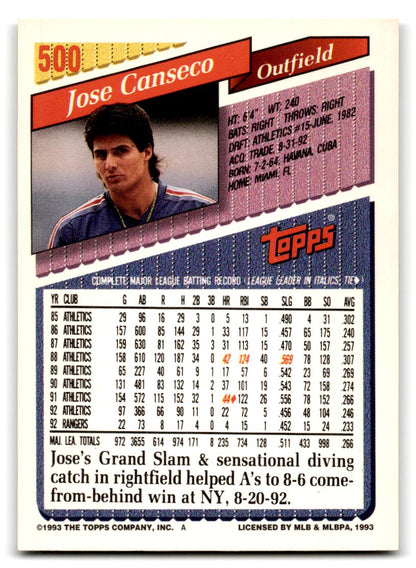 500
Jose Canseco
Outfield
HT: 6'4" WT: 240
BATS: RIGHT THROWS: RIGHT
DRAFT: ATHLETICS #15-JUNE, 1982
ACQ: TRADE, 8-31-92
BORN: 7-2-64, HAVANA, CUBA
HOME: MIAMI, FL
TOPPS®
COMPLETE MAJOR LEAGUE BATTING RECORD (LEAGUE LEADER IN ITALICS, TIE♦)
YR CLUB G AB R H 2B 3B HR RBI SB SLG BB SO AVG
85 ATHLETICS 29 96 16 29 3 0 5 13 1 .490 4 31 .302
86 ATHLETICS 157 600 85 144 29 1 33 117 15 .457 65 175 .240
87 ATHLETICS 159 630 81 162 35 3 31 113 15 .470 50 157 .257
88 ATHLETICS 158 610 120 187 34 0 42 124 40 .569 78 128 .307
89 ATHLETICS 65 227 40 61 9 1 17 57 6 .542 23 69 .269
90 ATHLETICS 131 481 83 132 14 2 37 101 19 .543 72 158 .274
91 ATHLETICS 154 572 115 152 32 1 44♦ 122 26 .556 78 152 .266
92 ATHLETICS 97 366 66 90 11 0 22 72 5 .456 48 104 .246
92 RANGERS 22 73 8 17 4 0 4 15 1 .452 15 24 .233
MAJ. LEA. TOTALS 972 3655 614 974 171 8 235 734 128 .511 433 998 .266
Jose's Grand Slam & sensational diving
catch in rightfield helped A's to 8-6 come-
from-behind win at NY, 8-20-92.
©1993 THE TOPPS COMPANY, INC. A LICENSED BY MLB & MLBPA, 1993